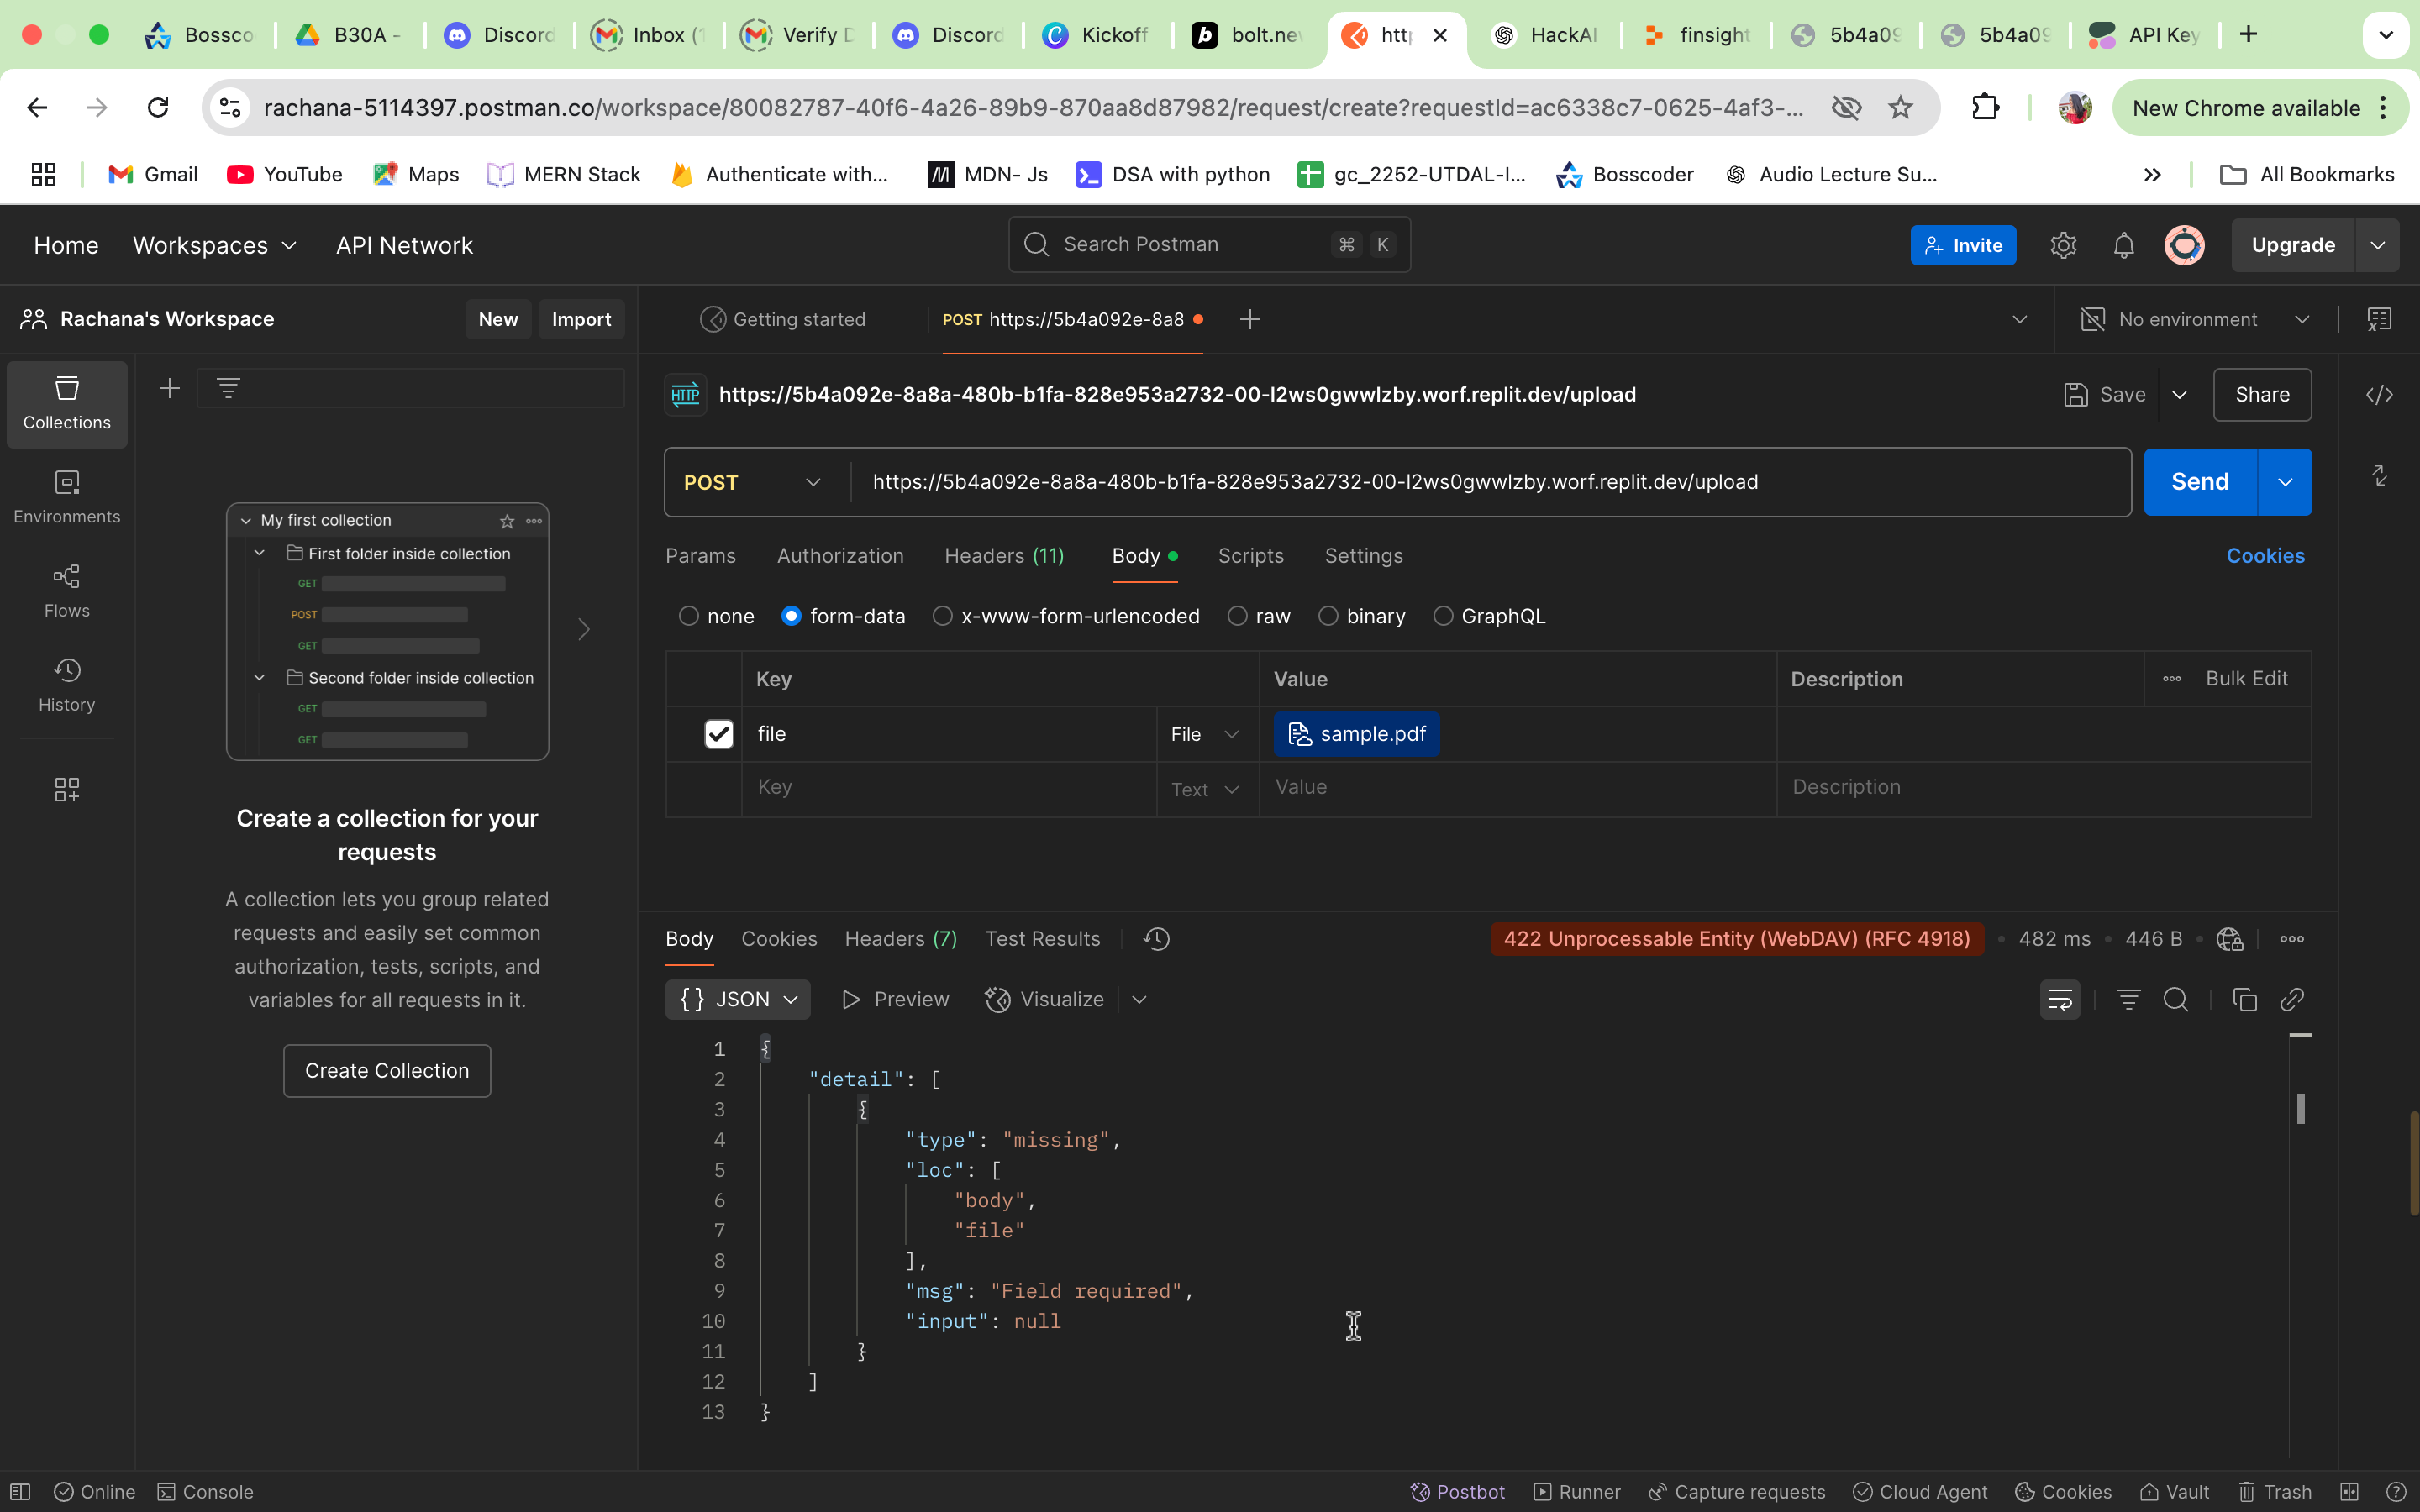 Bossco
B30A -
Discord
Inbox (1
Verify D
Discord
Kickoff
bolt.new
http
HackAI
finsight
5b4a09
5b4a09
API Key
rachana-5114397.postman.co/workspace/80082787-40f6-4a26-89b9-870aa8d87982/request/create?requestId=ac6338c7-0625-4af3-...
New Chrome available
Gmail
YouTube
Maps
MERN Stack
Authenticate with...
MDN- Js
DSA with python
gc_2252-UTDAL-I...
Bosscoder
Audio Lecture Su...
All Bookmarks
Home
Workspaces
API Network
Search Postman
⌘ K
Invite
Upgrade
Rachana's Workspace
New
Import
Getting started
POST https://5b4a092e-8a8
No environment
Collections
Environments
Flows
History
My first collection
First folder inside collection
GET
POST
GET
Second folder inside collection
GET
GET
Create a collection for your
requests
A collection lets you group related
requests and easily set common
authorization, tests, scripts, and
variables for all requests in it.
Create Collection
HTTP
https://5b4a092e-8a8a-480b-b1fa-828e953a2732-00-l2ws0gwwlzby.worf.replit.dev/upload
Save
Share
POST
https://5b4a092e-8a8a-480b-b1fa-828e953a2732-00-l2ws0gwwlzby.worf.replit.dev/upload
Send
Params
Authorization
Headers (11)
Body
Scripts
Settings
Cookies
none
form-data
x-www-form-urlencoded
raw
binary
GraphQL
Key
Value
Description
Bulk Edit
file
File
sample.pdf
Key
Text
Value
Description
Body
Cookies
Headers (7)
Test Results
422 Unprocessable Entity (WebDAV) (RFC 4918)
482 ms
446 B
{} JSON
Preview
Visualize
1 {
2 "detail": [
3 {
4 "type": "missing",
5 "loc": [
6 "body",
7 "file"
8 ],
9 "msg": "Field required",
10 "input": null
11 }
12 ]
13 }
Online
Console
Postbot
Runner
Capture requests
Cloud Agent
Cookies
Vault
Trash